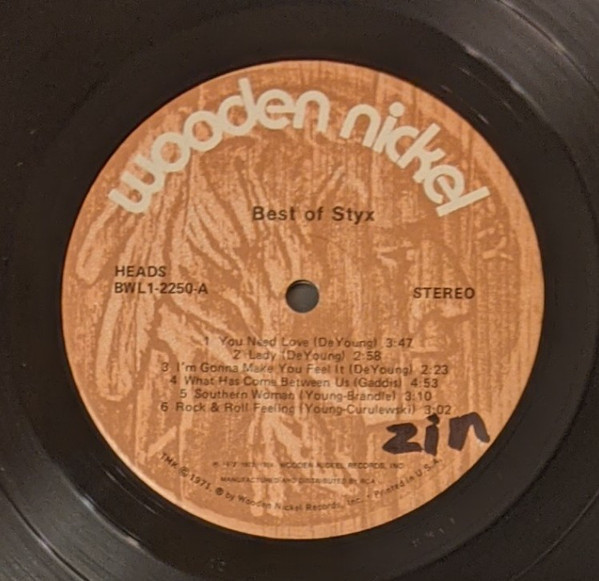 wooden nickel
Best of Styx
HEADS
BWL1-2250-A
STEREO
1 You Need Love (DeYoung) 3:47
2 Lady (DeYoung) 2:58
3 I'm Gonna Make You Feel It (DeYoung) 2:23
4 What Has Come Between Us (Gaddis) 4:53
5 Southern Woman (Young-Brandle) 3:10
6 Rock & Roll Feeling (Young-Curulewski) 3:02
zin
WOODEN NICKEL RECORDS, INC
MANUFACTURED AND DISTRIBUTED BY RCA
TMK © 1971. ℗ by Wooden Nickel Records, Inc. • Printed in U.S.A.